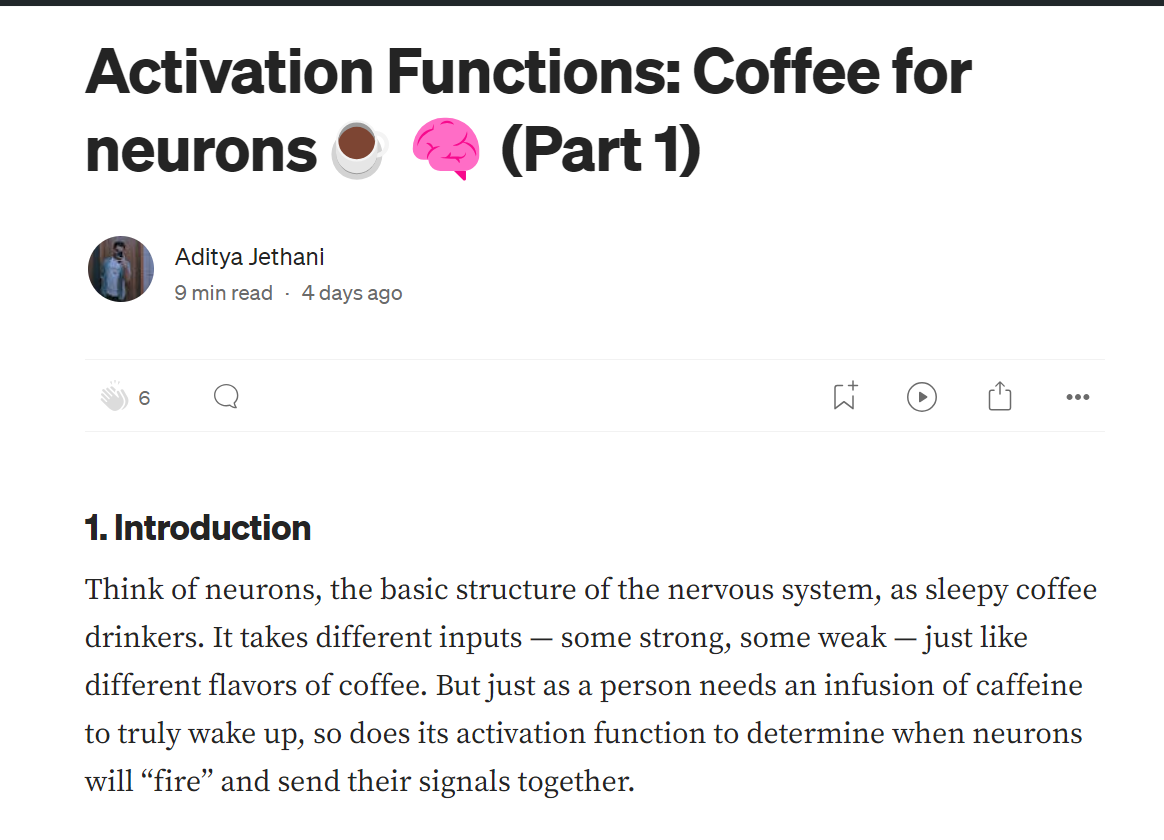 Activation Functions: Coffee for
neurons ☕ 🧠 (Part 1)
Aditya Jethani
9 min read · 4 days ago
6
1. Introduction
Think of neurons, the basic structure of the nervous system, as sleepy coffee
drinkers. It takes different inputs — some strong, some weak — just like
different flavors of coffee. But just as a person needs an infusion of caffeine
to truly wake up, so does its activation function to determine when neurons
will “fire” and send their signals together.